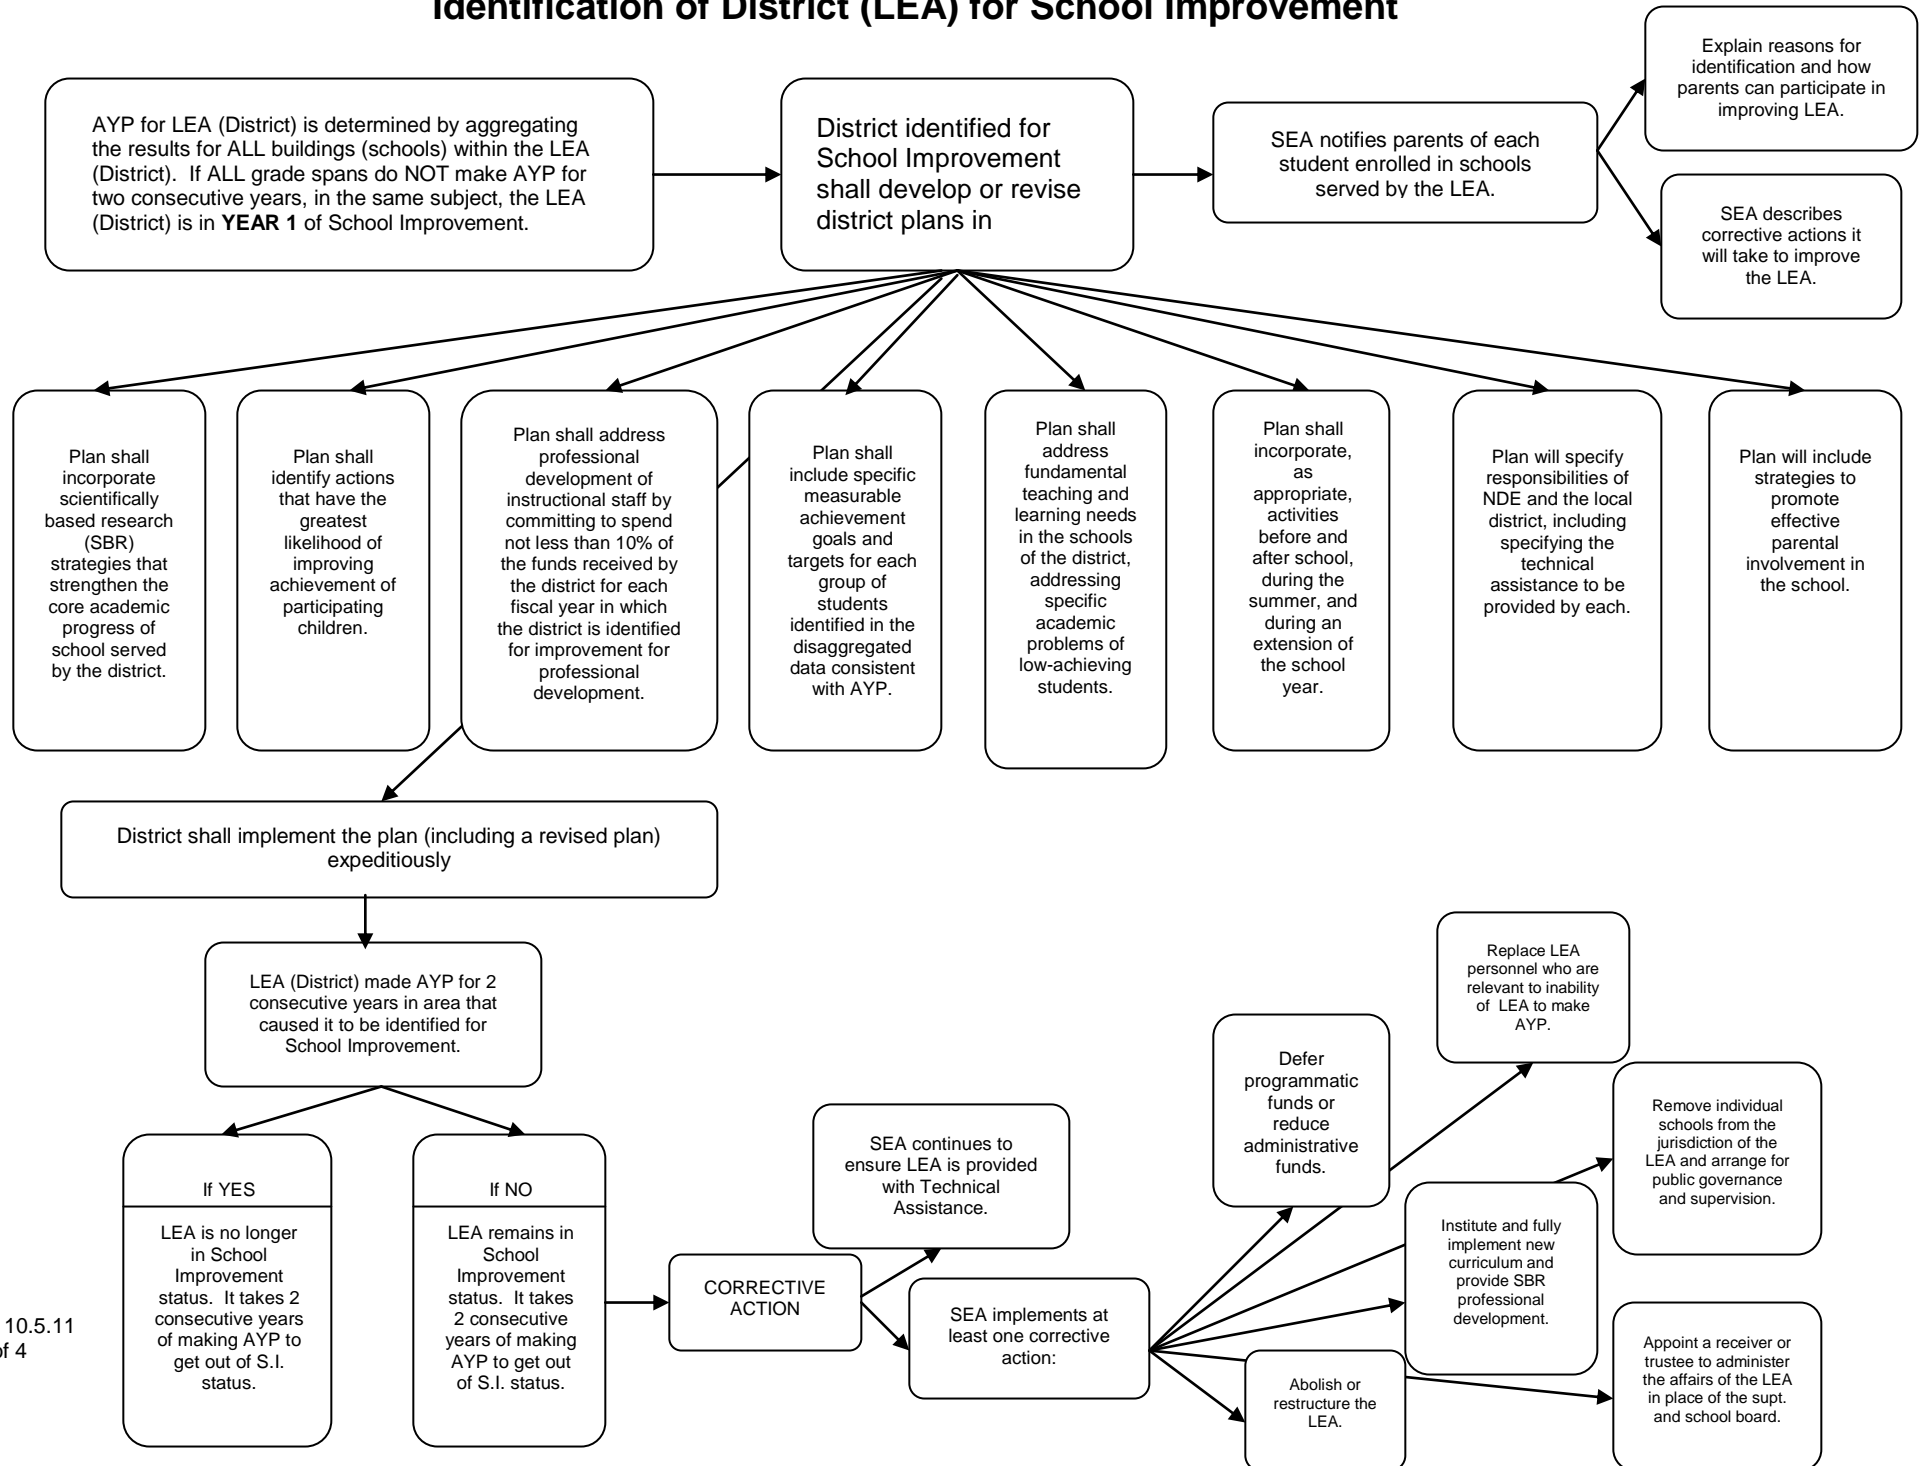 Identification of District (LEA) for School Improvement
AYP for LEA (District) is determined by aggregating
the results for ALL buildings (schools) within the LEA
(District).  If ALL grade spans do NOT make AYP for
two consecutive years, in the same subject, the LEA
(District) is in YEAR 1 of School Improvement.
District identified for
School Improvement
shall develop or revise
district plans in
SEA notifies parents of each
student enrolled in schools
served by the LEA.
Explain reasons for
identification and how
parents can participate in
improving LEA.
SEA describes
corrective actions it
will take to improve
the LEA.
Plan shall
incorporate
scientifically
based research
(SBR)
strategies that
strengthen the
core academic
progress of
school served
by the district.
Plan shall
identify actions
that have the
greatest
likelihood of
improving
achievement of
participating
children.
Plan shall address
professional
development of
instructional staff by
committing to spend
not less than 10% of
the funds received by
the district for each
fiscal year in which
the district is identified
for improvement for
professional
development.
Plan shall
include specific
measurable
achievement
goals and
targets for each
group of
students
identified in the
disaggregated
data consistent
with AYP.
Plan shall
address
fundamental
teaching and
learning needs
in the schools
of the district,
addressing
specific
academic
problems of
low-achieving
students.
Plan shall
incorporate,
as
appropriate,
activities
before and
after school,
during the
summer, and
during an
extension of
the school
year.
Plan will specify
responsibilities of
NDE and the local
district, including
specifying the
technical
assistance to be
provided by each.
Plan will include
strategies to
promote
effective
parental
involvement in
the school.
District shall implement the plan (including a revised plan)
expeditiously
LEA (District) made AYP for 2
consecutive years in area that
caused it to be identified for
School Improvement.
If YES
LEA is no longer
in School
Improvement
status.  It takes 2
consecutive years
of making AYP to
get out of S.I.
status.
If NO
LEA remains in
School
Improvement
status.  It takes
2 consecutive
years of making
AYP to get out
of S.I. status.
CORRECTIVE
ACTION
SEA continues to
ensure LEA is provided
with Technical
Assistance.
SEA implements at
least one corrective
action:
Defer
programmatic
funds or
reduce
administrative
funds.
Replace LEA
personnel who are
relevant to inability
of  LEA to make
AYP.
Remove individual
schools from the
jurisdiction of the
LEA and arrange for
public governance
and supervision.
Institute and fully
implement new
curriculum and
provide SBR
professional
development.
Appoint a receiver or
trustee to administer
the affairs of the LEA
in place of the supt.
and school board.
Abolish or
restructure the
LEA.
10.5.11
of 4